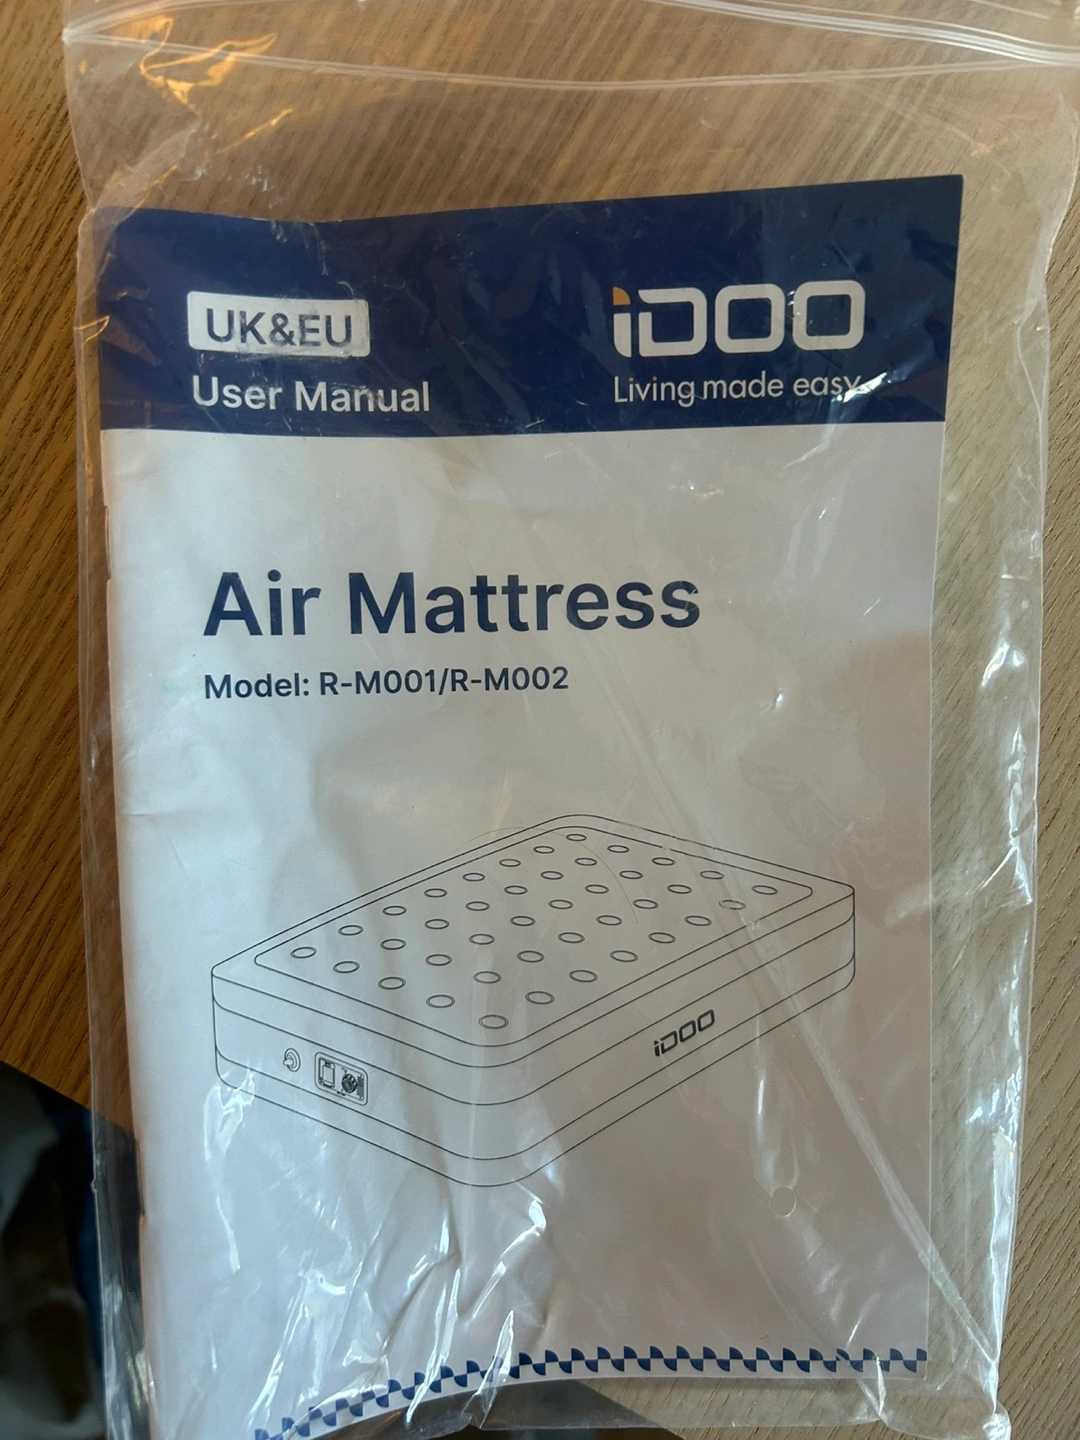 UK&EU
User Manual
iDOO
Living made easy
Air Mattress
Model: R-M001/R-M002
iDOO